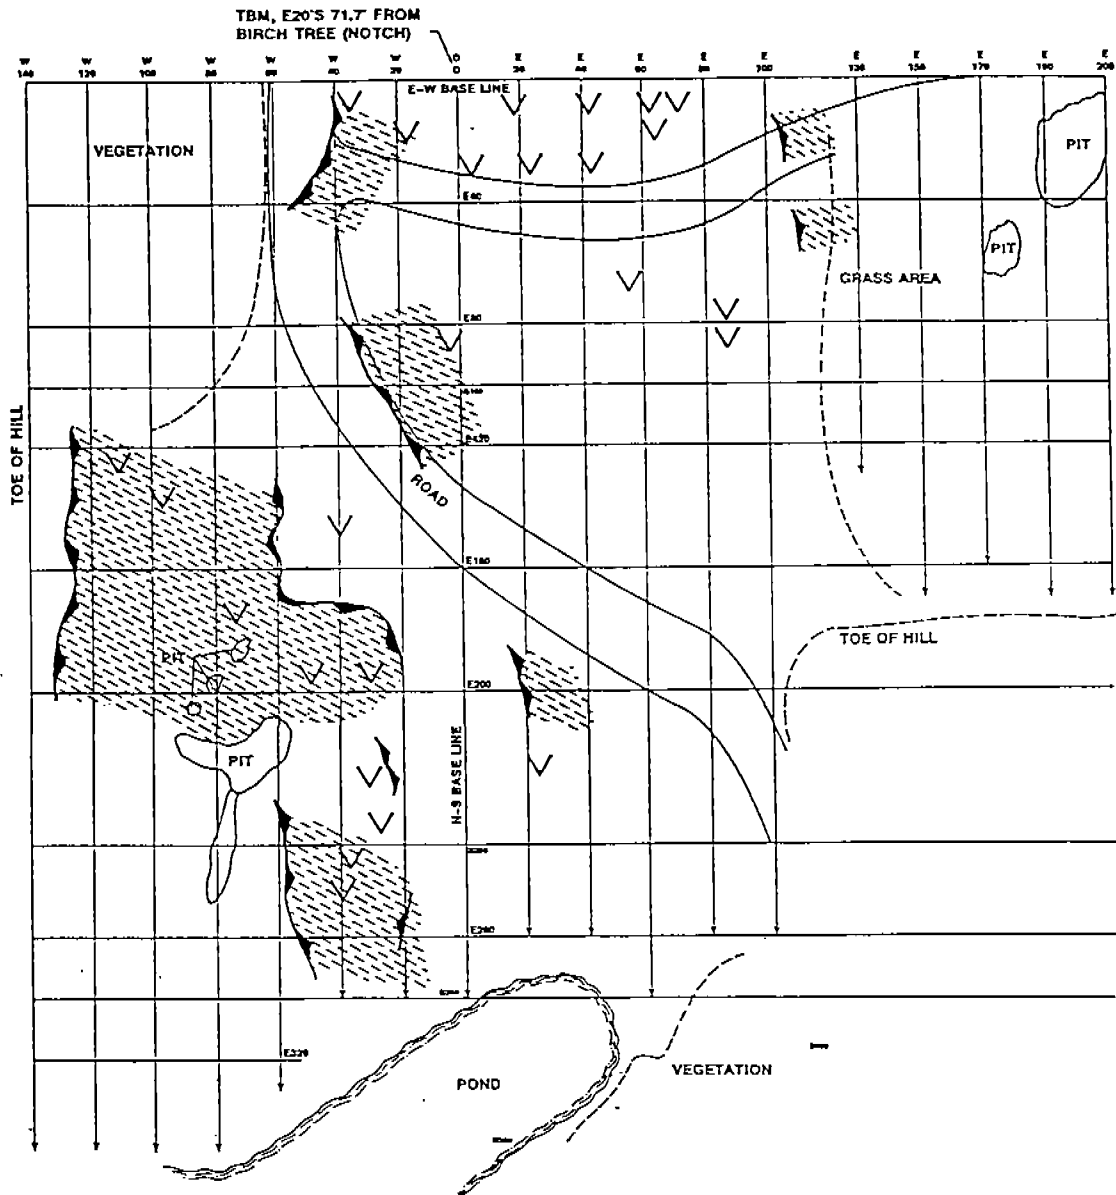 TBM, E20'S 71.7' FROM
BIRCH TREE (NOTCH)
W W W W W W W O E E E E E E E E E E
140 120 100 80 60 40 20 0 20 40 60 80 100 130 150 170 190 200
E-W BASE LINE
VEGETATION
PIT
E40
PIT
GRASS AREA
E80
TOE OF HILL
ROAD
E160
TOE OF HILL
PIT
E200
PIT
N-S BASE LINE
E280
E320
POND
VEGETATION